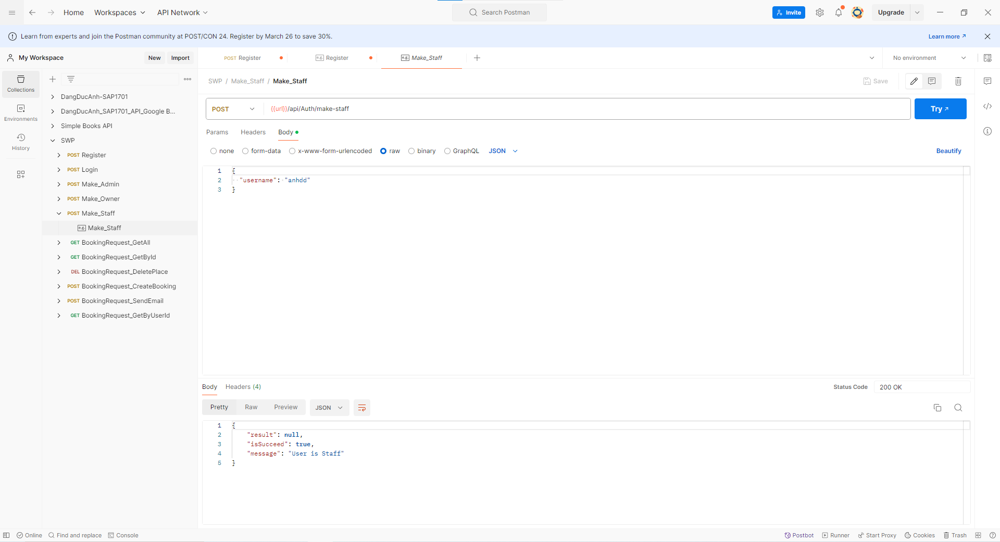 Home Workspaces API Network Search Postman Invite Upgrade
Learn from experts and join the Postman community at POST/CON 24. Register by March 26 to save 30%. Learn more
My Workspace New Import POST Register e.g. Register e.g. Make_Staff No environment
Collections
Environments
History
DangDucAnh-SAP1701
DangDucAnh_SAP1701_API_Google B...
Simple Books API
SWP
POST Register
POST Login
POST Make_Admin
POST Make_Owner
POST Make_Staff
e.g. Make_Staff
GET BookingRequest_GetAll
GET BookingRequest_GetById
DEL BookingRequest_DeletePlace
POST BookingRequest_CreateBooking
POST BookingRequest_SendEmail
GET BookingRequest_GetByUserId
SWP / Make_Staff / Make_Staff Save
POST {{url}}/api/Auth/make-staff Try
Params Headers Body
none form-data x-www-form-urlencoded raw binary GraphQL JSON Beautify
1 {
2 "username": "anhdd"
3 }
Body Headers (4) Status Code 200 OK
Pretty Raw Preview JSON
1 {
2 "result": null,
3 "isSucceed": true,
4 "message": "User is Staff"
5 }
Online Find and replace Console Postbot Runner Start Proxy Cookies Trash